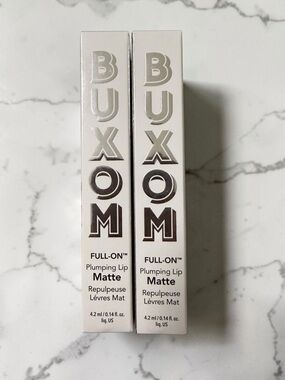 BUXOM
FULL-ON™
Plumping Lip
Matte
Repulpeuse
Lèvres Mat
4.2 ml/0.14 fl. oz.
liq. US
BUXOM
FULL-ON™
Plumping Lip
Matte
Repulpeuse
Lèvres Mat
4.2 ml/0.14 fl. oz.
liq. US